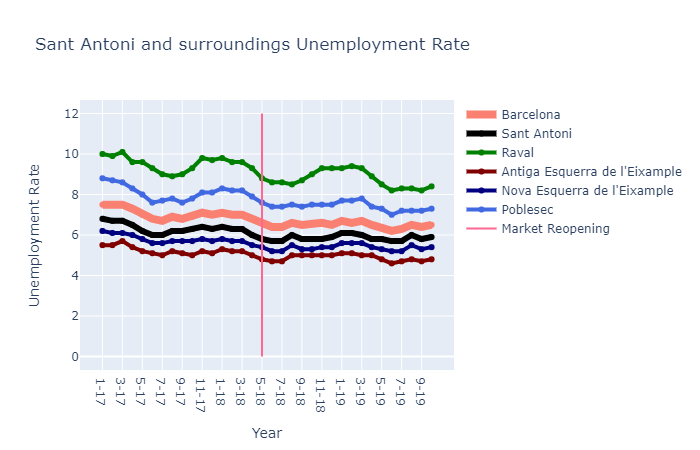 Sant Antoni and surroundings Unemployment Rate
Unemployment Rate
12
10
8
6
4
2
0
1-17
3-17
5-17
7-17
9-17
11-17
1-18
3-18
5-18
7-18
9-18
11-18
1-19
3-19
5-19
7-19
9-19
Year
Barcelona
Sant Antoni
Raval
Antiga Esquerra de l'Eixample
Nova Esquerra de l'Eixample
Poblesec
Market Reopening